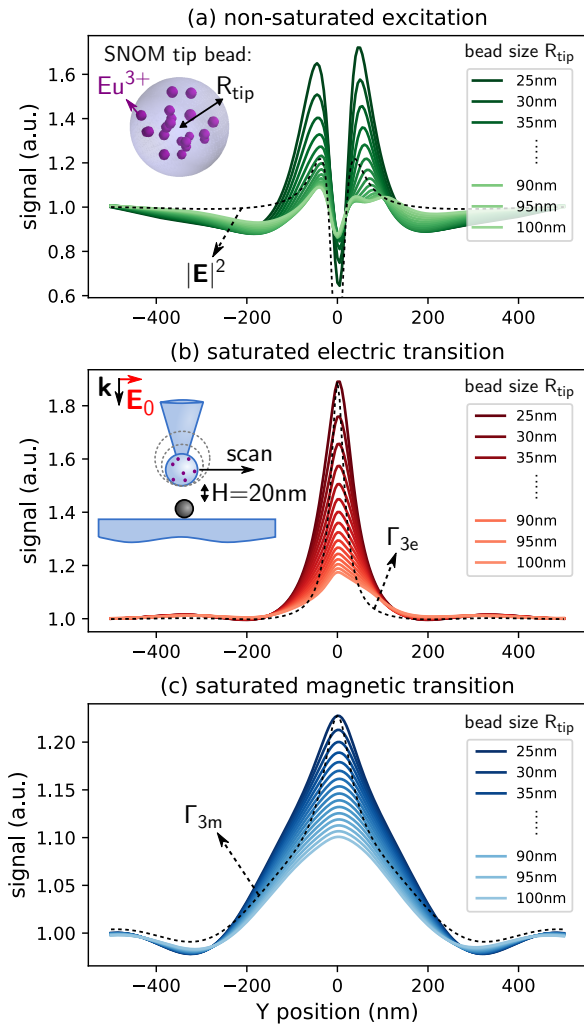 (a) non-saturated excitation
SNOM tip bead:
Eu3+
Rtip
|E|2
bead size Rtip
25nm
30nm
35nm
90nm
95nm
100nm
signal (a.u.)
1.6
1.4
1.2
1.0
0.8
0.6
−400
−200
0
200
400
(b) saturated electric transition
k
E0
scan
H=20nm
Γ3e
bead size Rtip
25nm
30nm
35nm
90nm
95nm
100nm
signal (a.u.)
1.8
1.6
1.4
1.2
1.0
−400
−200
0
200
400
(c) saturated magnetic transition
Γ3m
bead size Rtip
25nm
30nm
35nm
90nm
95nm
100nm
signal (a.u.)
1.20
1.15
1.10
1.05
1.00
−400
−200
0
200
400
Y position (nm)